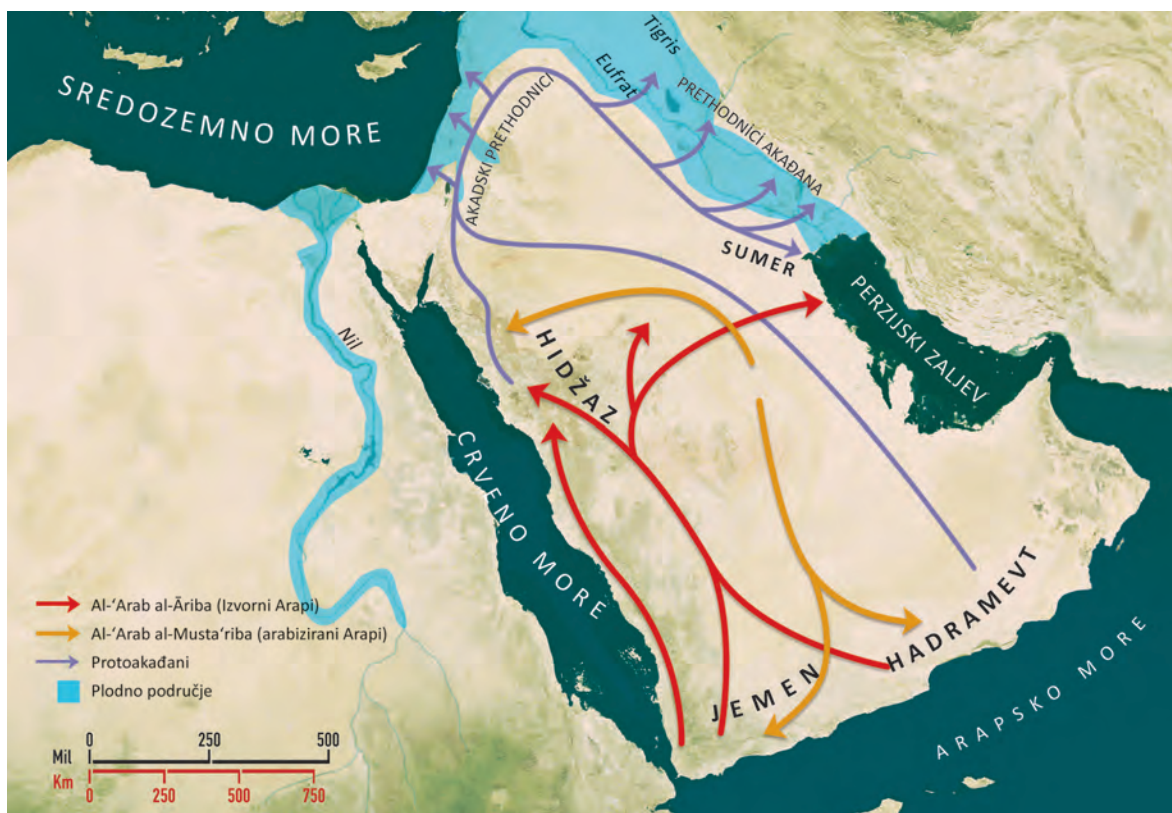 SREDOZEMNO MORE
Tigris
Eufrat
PRETHODNICI AKAĐANA
AKADSKI PRETHODNICI
SUMER
PERZIJSKI ZALJEV
Nil
HIDŽAZ
CRVENO MORE
HADRAMEVT
JEMEN
ARAPSKO MORE
Al-‘Arab al-Āriba (Izvorni Arapi)
Al-‘Arab al-Musta‘riba (arabizirani Arapi)
Protoakađani
Plodno područje
0 250 500
Mil
Km
0 250 500 750